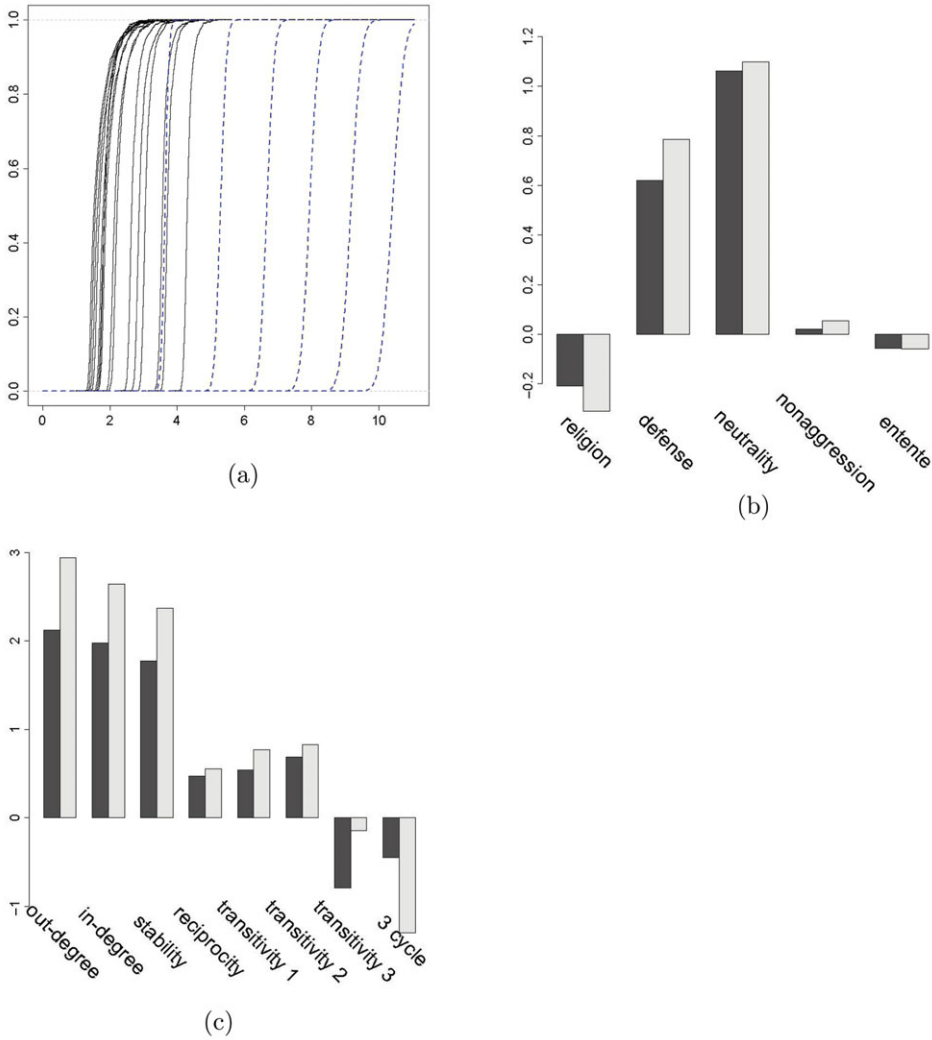 1.0
0.8
0.6
0.4
0.2
0.0
0
2
4
6
8
10
(a)
1.2
1.0
0.8
0.6
0.4
0.2
0.0
−0.2
religion
defense
neutrality
nonaggression
entente
(b)
3
2
1
0
−1
out-degree
in-degree
stability
reciprocity
transitivity 1
transitivity 2
transitivity 3
3 cycle
(c)